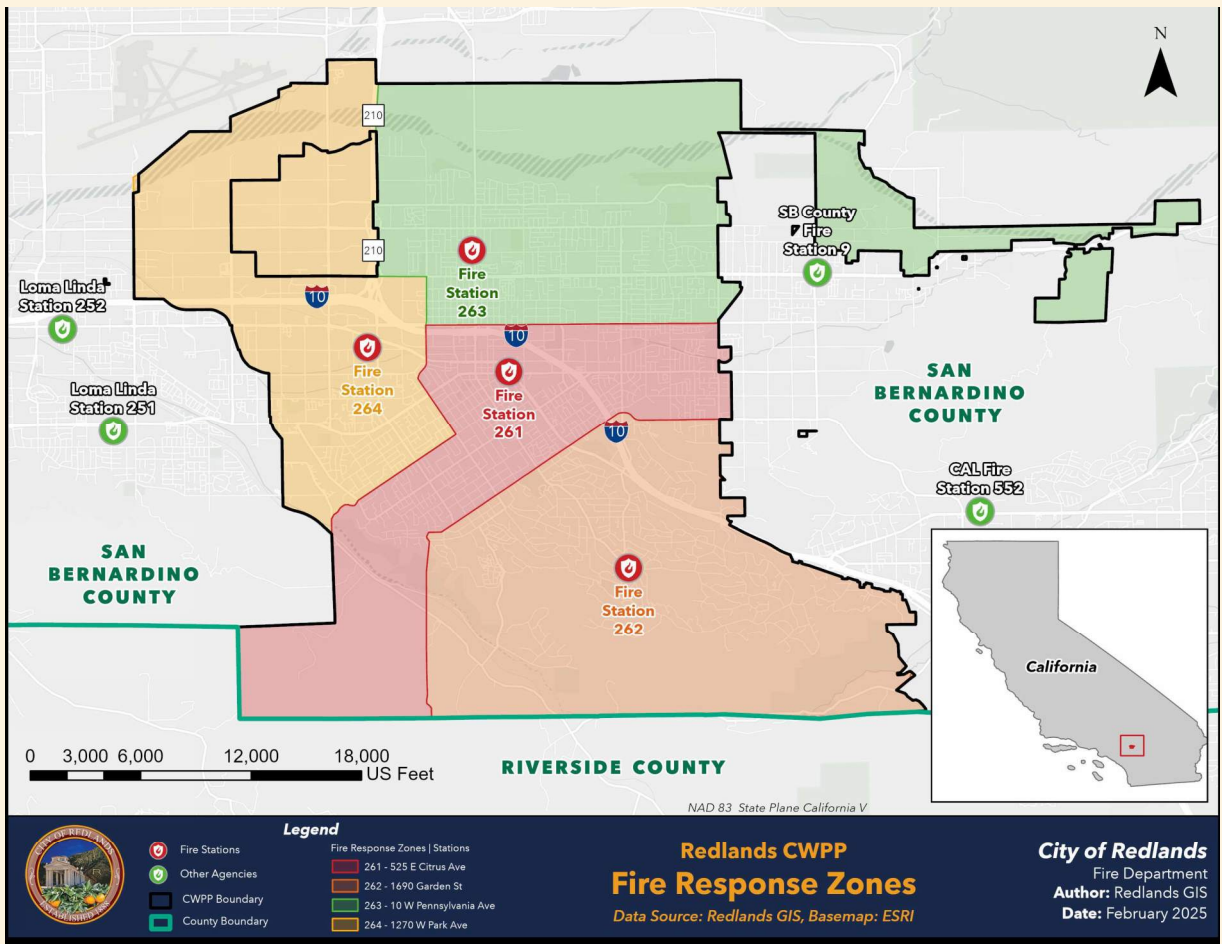 N
210
SB County
Fire
Station 9
210
Loma Linda
Station 252
10
Fire
Station
263
10
Fire
Station
264
Fire
Station
261
Loma Linda
Station 251
SAN
BERNARDINO
COUNTY
10
CAL Fire
Station 552
SAN
BERNARDINO
COUNTY
Fire
Station
262
California
0 3,000 6,000 12,000 18,000
US Feet
RIVERSIDE COUNTY
NAD 83 State Plane California V
CITY OF REDLANDS
ESTABLISHED 1888
Legend
Fire Stations
Other Agencies
CWPP Boundary
County Boundary
Fire Response Zones | Stations
261 - 525 E Citrus Ave
262 - 1690 Garden St
263 - 10 W Pennsylvania Ave
264 - 1270 W Park Ave
Redlands CWPP
Fire Response Zones
Data Source: Redlands GIS, Basemap: ESRI
City of Redlands
Fire Department
Author: Redlands GIS
Date: February 2025